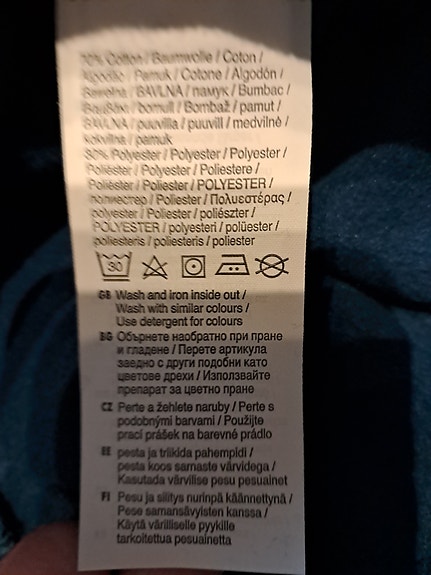 70% Cotton / Baumwolle / Coton /
Algodão / Pamuk / Cotone / Algodón /
Bawełna / BAVLNA / памук / Bumbac /
Βαμβάκι / bomull / Bombaž / pamut /
BAVLNA / puuvilla / puuvill / medvilnė /
kokvilna / pamuk
30% Polyester / Polyester / Polyester /
Poliéster / Polyester / Poliestere /
Poliéster / Poliester / POLYESTER /
полиестер / Poliester / Πολυεστέρας /
polyester / Poliester / poliészter /
POLYESTER / polyesteri / polüester /
poliesteris / poliesteris / poliester
30
GB Wash and iron inside out /
Wash with similar colours /
Use detergent for colours
BG Обърнете наобратно при пране
и гладене / Перете артикула
заедно с други подобни като
цветове дрехи / Използвайте
препарат за цветно пране
CZ Perte a žehlete naruby / Perte s
podobnými barvami / Použijte
prací prášek na barevné prádlo
EE pesta ja triikida pahempidi /
pesta koos samaste värvidega /
Kasutada värvilise pesu pesuainet
FI Pesu ja silitys nurinpä käännettynä /
Pese samansävyisten kanssa /
Käytä värilliselle pyykille
tarkoitettua pesuainetta